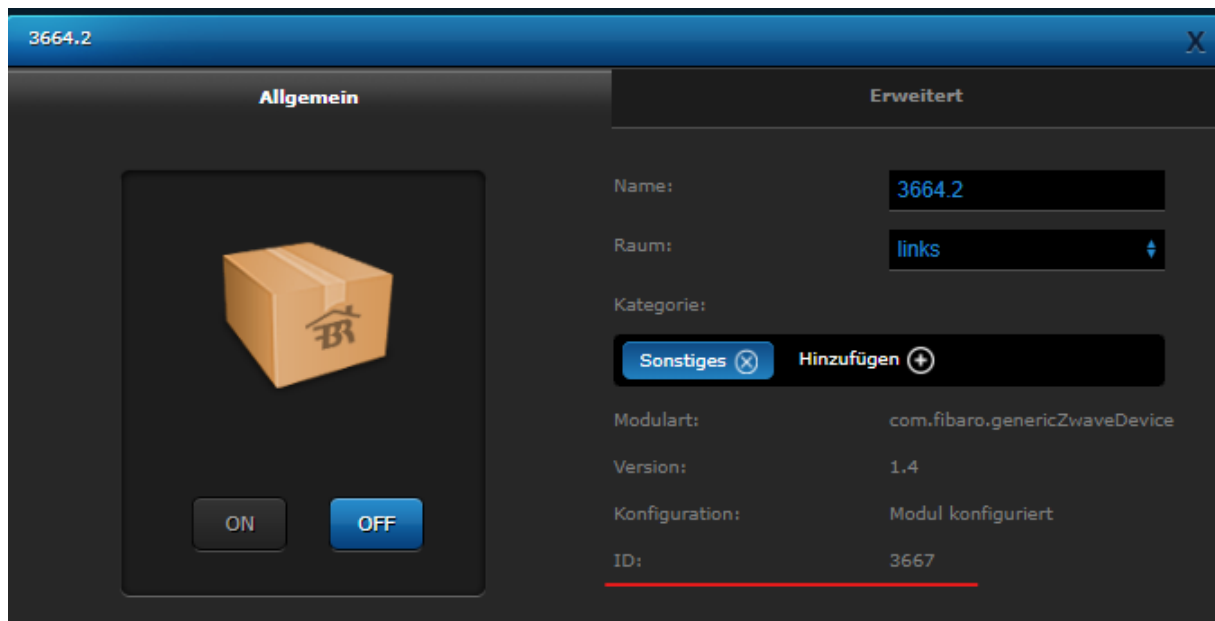 3664.2 X
Allgemein Erweitert
Name: 3664.2
Raum: links
Kategorie:
Sonstiges Hinzufügen
Modulart: com.fibaro.genericZwaveDevice
Version: 1.4
Konfiguration: Modul konfiguriert
ON OFF
ID: 3667